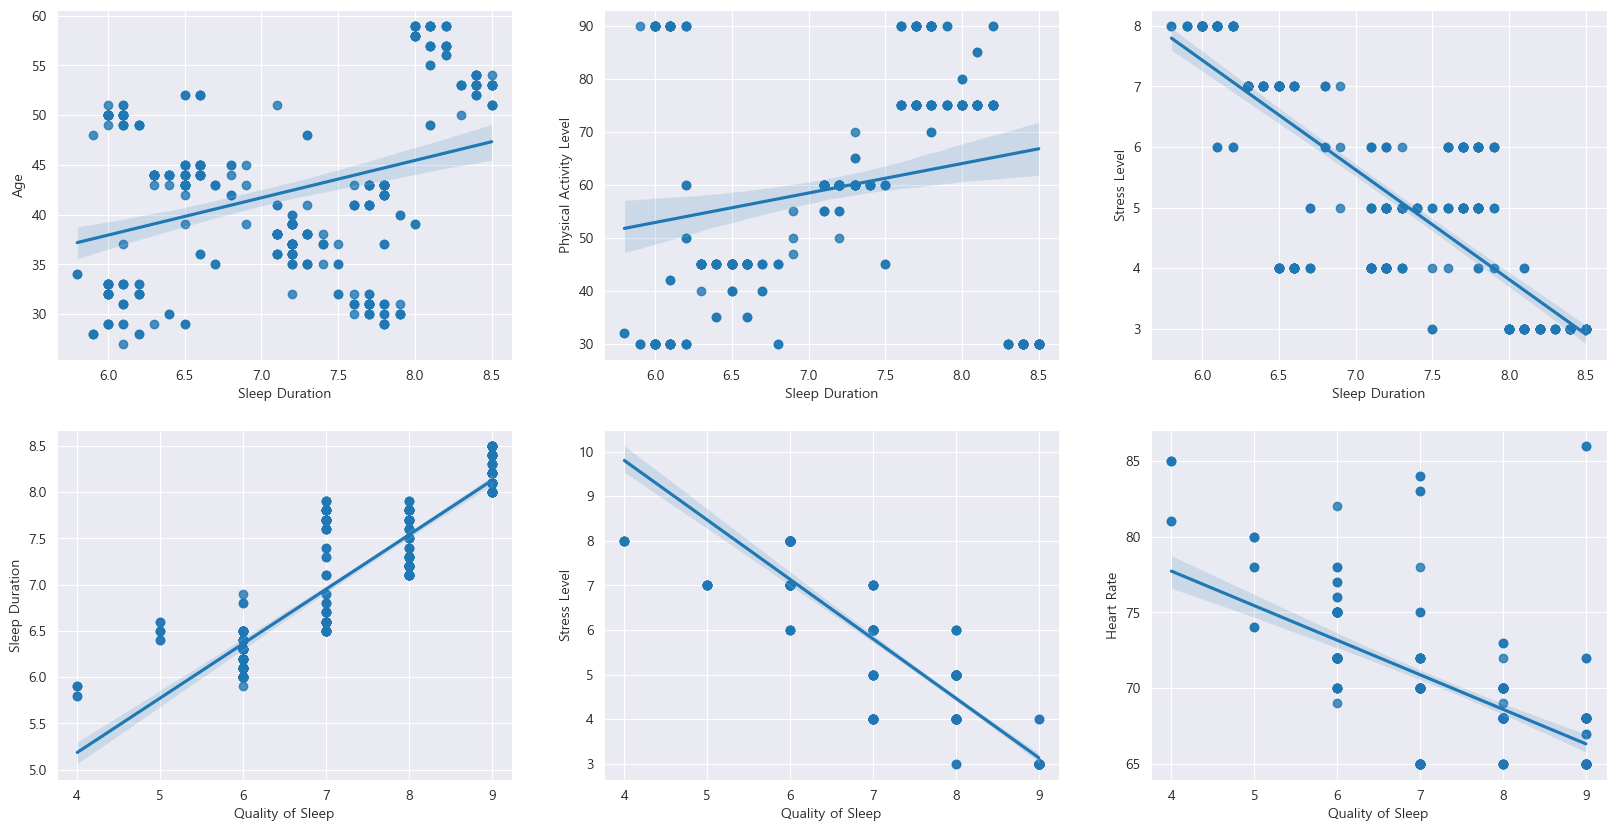 60
55
50
45
40
35
30
Age
6.0 6.5 7.0 7.5 8.0 8.5
Sleep Duration
90
80
70
60
50
40
30
Physical Activity Level
6.0 6.5 7.0 7.5 8.0 8.5
Sleep Duration
8
7
6
5
4
3
Stress Level
6.0 6.5 7.0 7.5 8.0 8.5
Sleep Duration
8.5
8.0
7.5
7.0
6.5
6.0
5.5
5.0
Sleep Duration
4 5 6 7 8 9
Quality of Sleep
10
9
8
7
6
5
4
3
Stress Level
4 5 6 7 8 9
Quality of Sleep
85
80
75
70
65
Heart Rate
4 5 6 7 8 9
Quality of Sleep